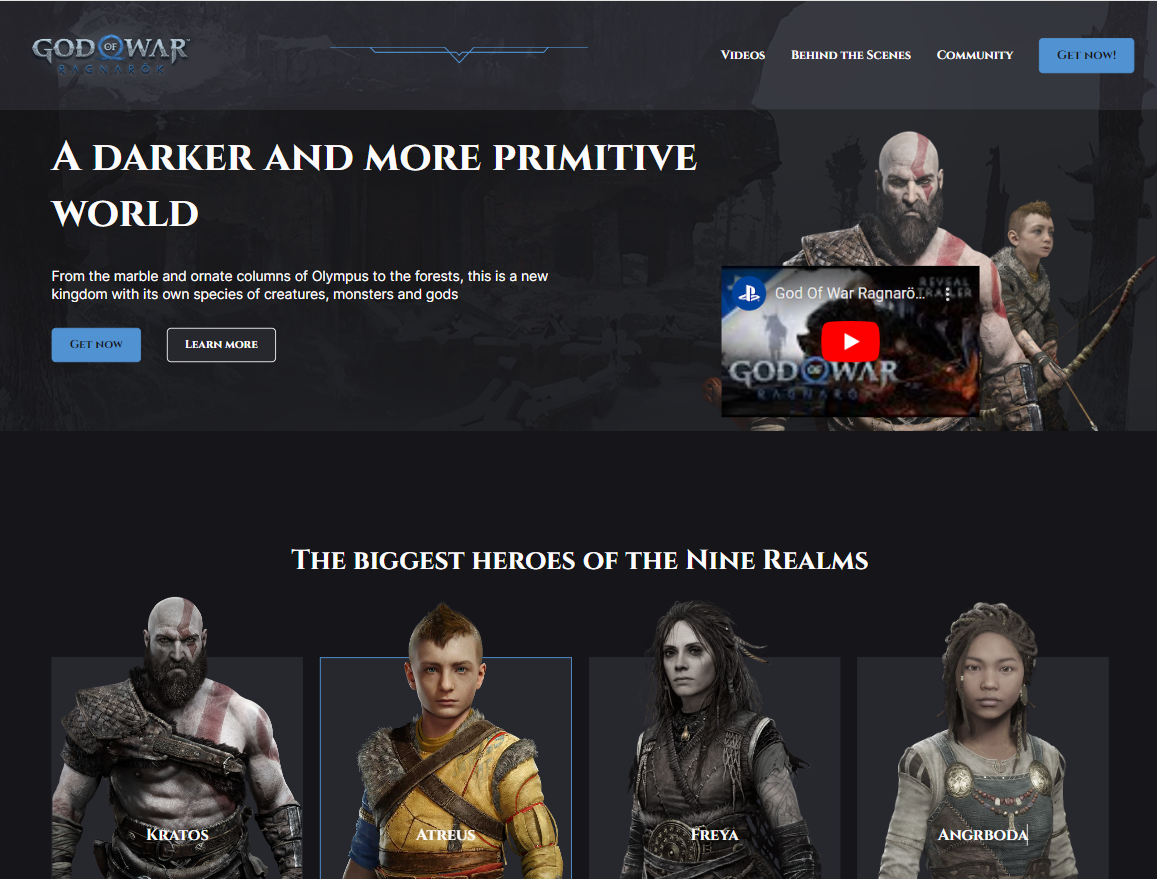 GOD OF WAR
RAGNARÖK
Videos
Behind the Scenes
Community
Get now!
A darker and more primitive
world
From the marble and ornate columns of Olympus to the forests, this is a new
kingdom with its own species of creatures, monsters and gods
Get now
Learn more
God Of War Ragnarö...
REVEAL
TRAILER
GOD OF WAR
RAGNARÖK
The biggest heroes of the Nine Realms
Kratos
Atreus
Freya
Angrboda